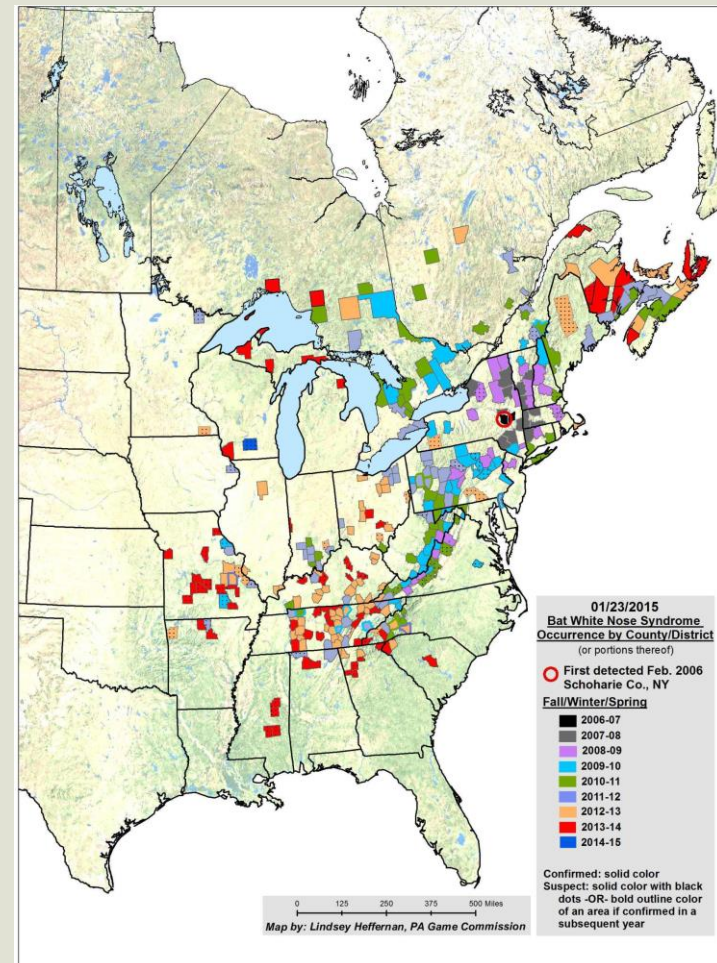 01/23/2015
Bat White Nose Syndrome
Occurrence by County/District
(or portions thereof)
First detected Feb. 2006
Schoharie Co., NY
Fall/Winter/Spring
2006-07
2007-08
2008-09
2009-10
2010-11
2011-12
2012-13
2013-14
2014-15
Confirmed: solid color
Suspect: solid color with black
dots -OR- bold outline color
of an area if confirmed in a
subsequent year
0 125 250 500 Miles
Map by: Lindsey Heffernan, PA Game Commission